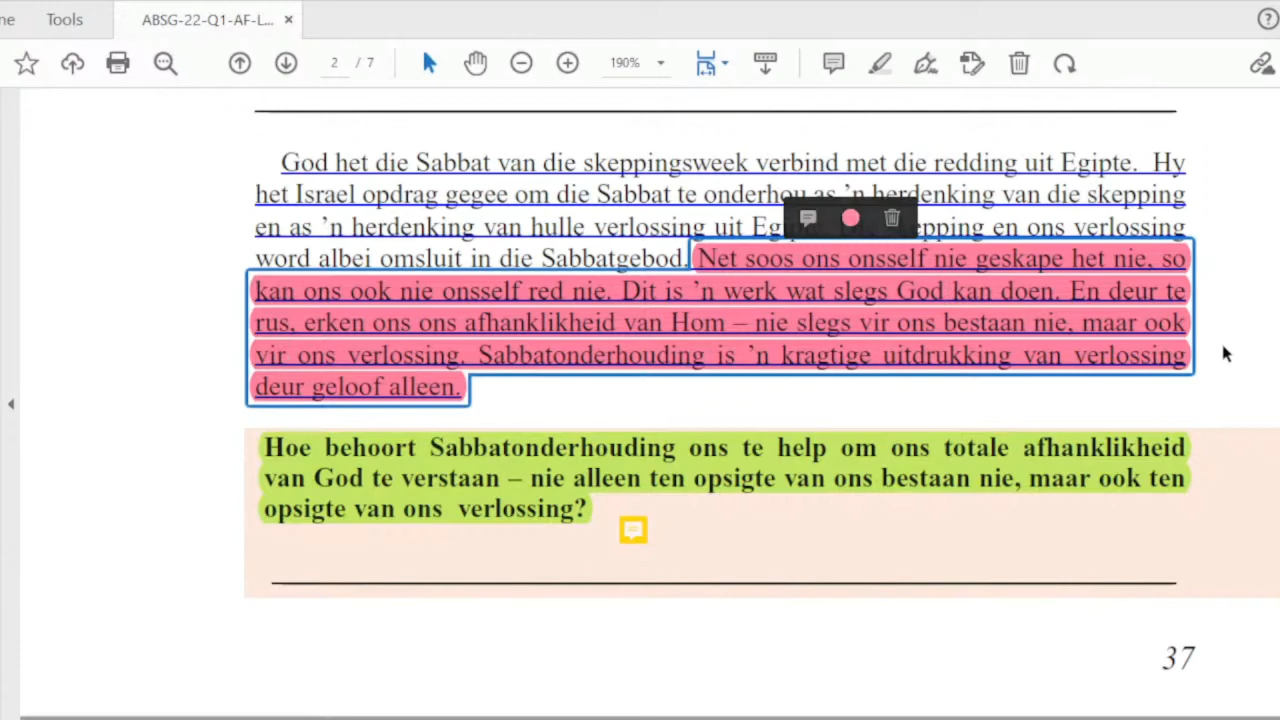 ne Tools ABSG-22-Q1-AF-L... ×
2 / 7 190%
God het die Sabbat van die skeppingsweek verbind met die redding uit Egipte. Hy
het Israel opdrag gegee om die Sabbat te onderhou as ’n herdenking van die skepping
en as ’n herdenking van hulle verlossing uit en ons verlossing
word albei omsluit in die Sabbatgebod. Net soos ons onsself nie geskape het nie, so
kan ons ook nie onsself red nie. Dit is ’n werk wat slegs God kan doen. En deur te
rus, erken ons ons afhanklikheid van Hom – nie slegs vir ons bestaan nie, maar ook
vir ons verlossing. Sabbatonderhouding is ’n kragtige uitdrukking van verlossing
deur geloof alleen.
Hoe behoort Sabbatonderhouding ons te help om ons totale afhanklikheid
van God te verstaan – nie alleen ten opsigte van ons bestaan nie, maar ook ten
opsigte van ons verlossing?
37